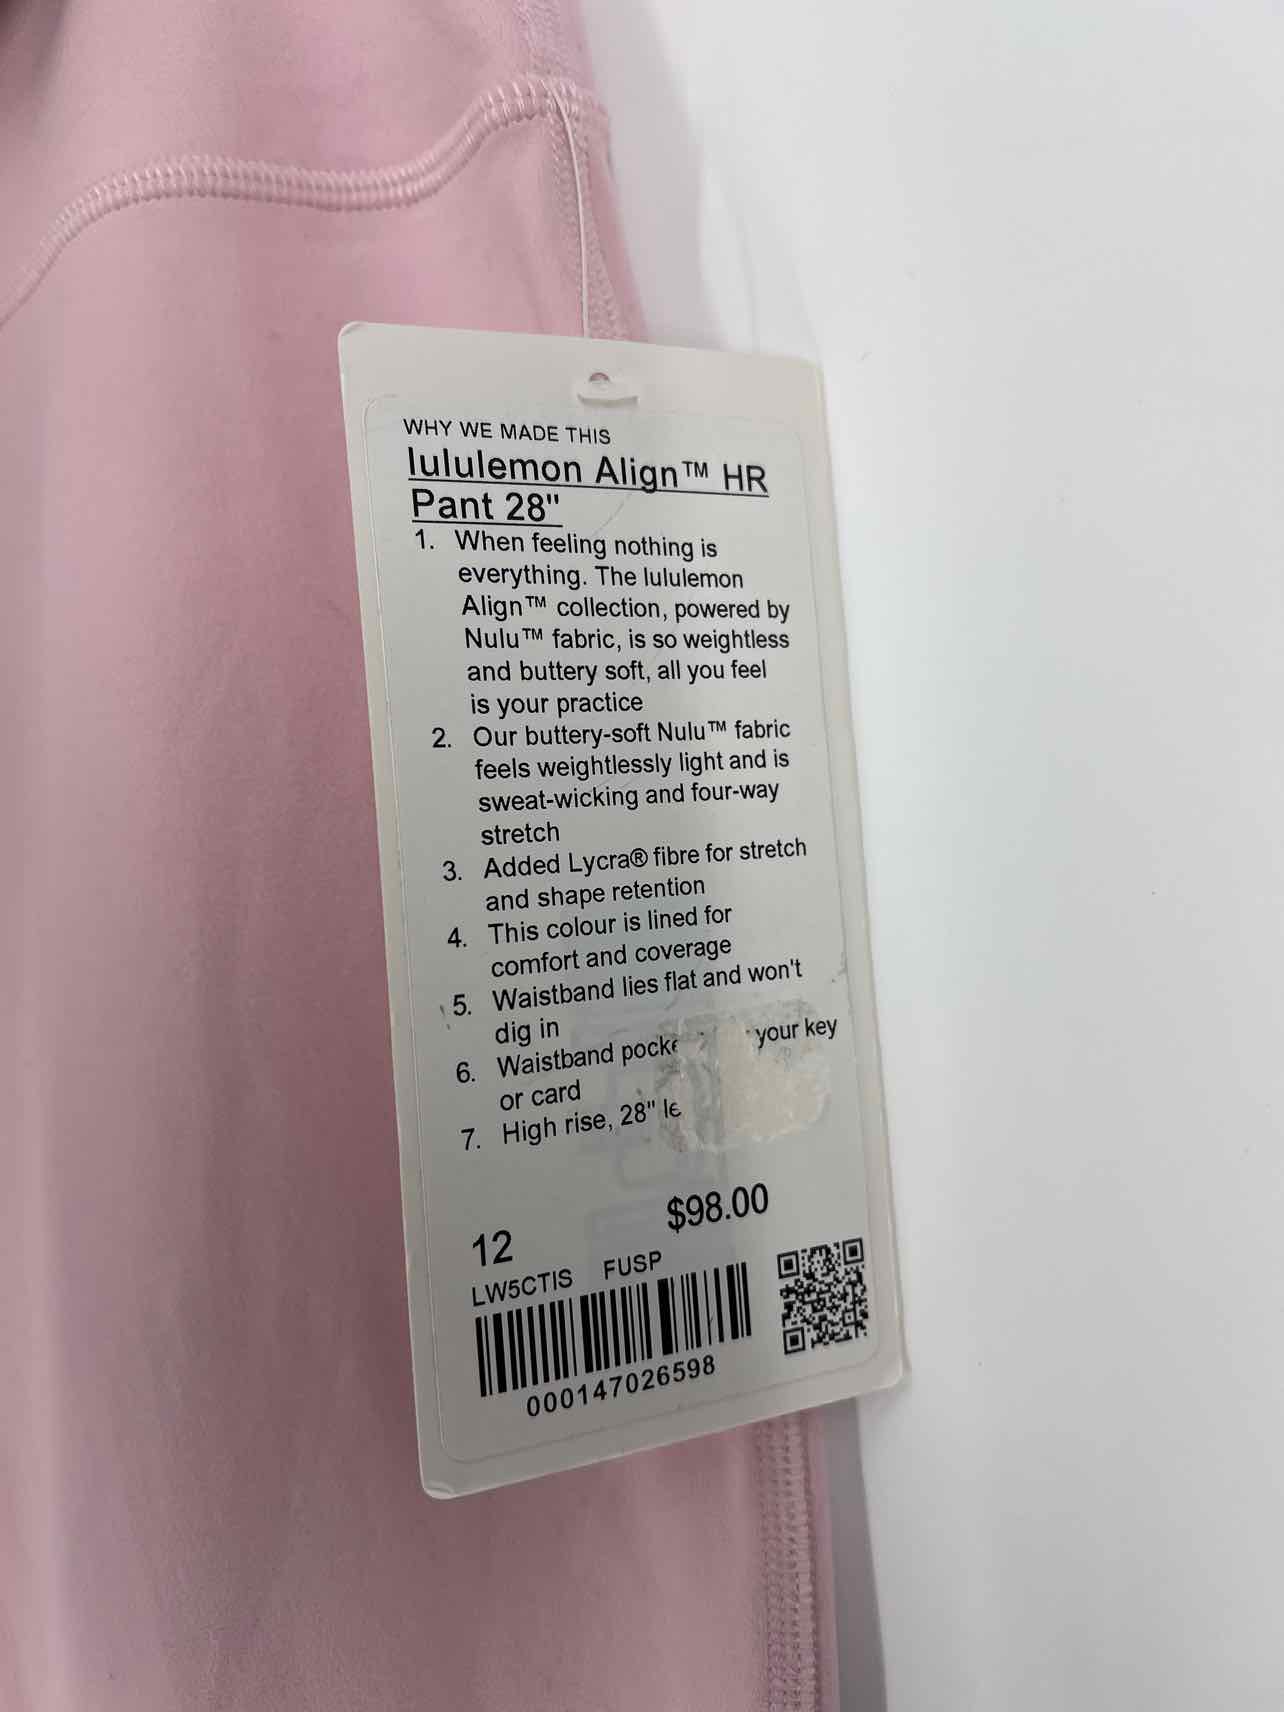 WHY WE MADE THIS
lululemon Align™ HR
Pant 28"
1. When feeling nothing is
everything. The lululemon
Align™ collection, powered by
Nulu™ fabric, is so weightless
and buttery soft, all you feel
is your practice
2. Our buttery-soft Nulu™ fabric
feels weightlessly light and is
sweat-wicking and four-way
stretch
3. Added Lycra® fibre for stretch
and shape retention
4. This colour is lined for
comfort and coverage
5. Waistband lies flat and won't
dig in
6. Waistband your key
or card
7. High rise, 28"
12 $98.00
LW5CTIS FUSP
000147026598